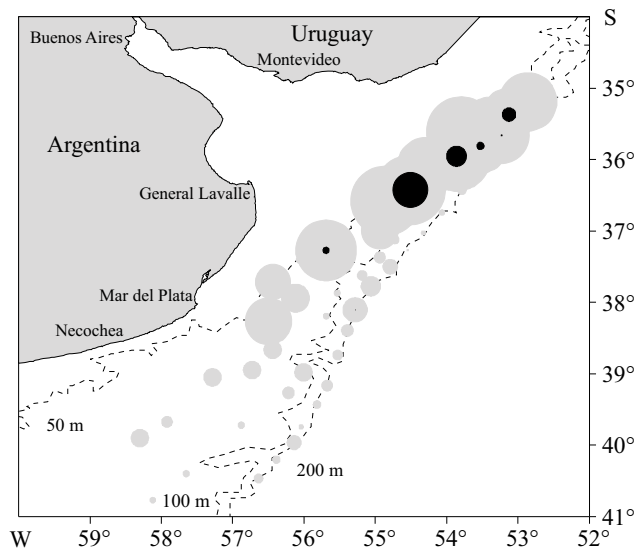 S
Buenos Aires
Uruguay
Montevideo
35°
Argentina
36°
General Lavalle
37°
Mar del Plata
38°
Necochea
39°
50 m
40°
200 m
100 m
41°
W
59°
58°
57°
56°
55°
54°
53°
52°